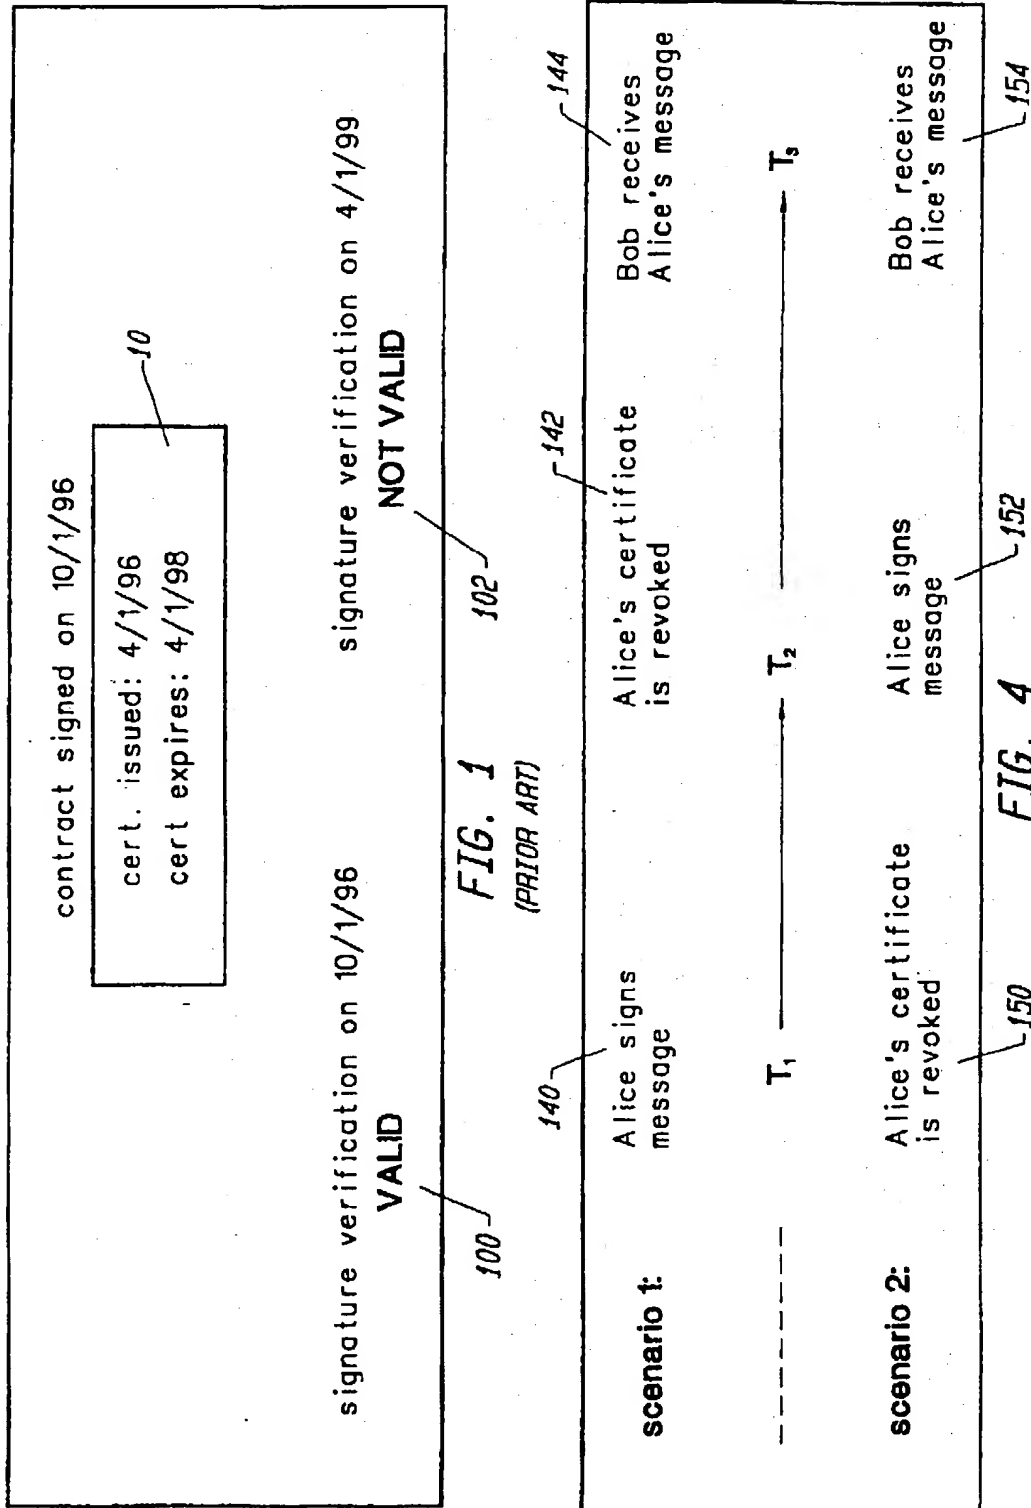 contract signed on 10/1/96
cert. issued: 4/1/96
cert expires: 4/1/98
10
signature verification on 10/1/96
VALID
100
signature verification on 4/1/99
NOT VALID
102
FIG. 1
(PRIOR ART)
140
142
144
scenario 1:
Alice signs
message
Alice's certificate
is revoked
Bob receives
Alice's message
T₁
T₂
T₃
scenario 2:
Alice's certificate
is revoked
Alice signs
message
Bob receives
Alice's message
150
152
154
FIG. 4